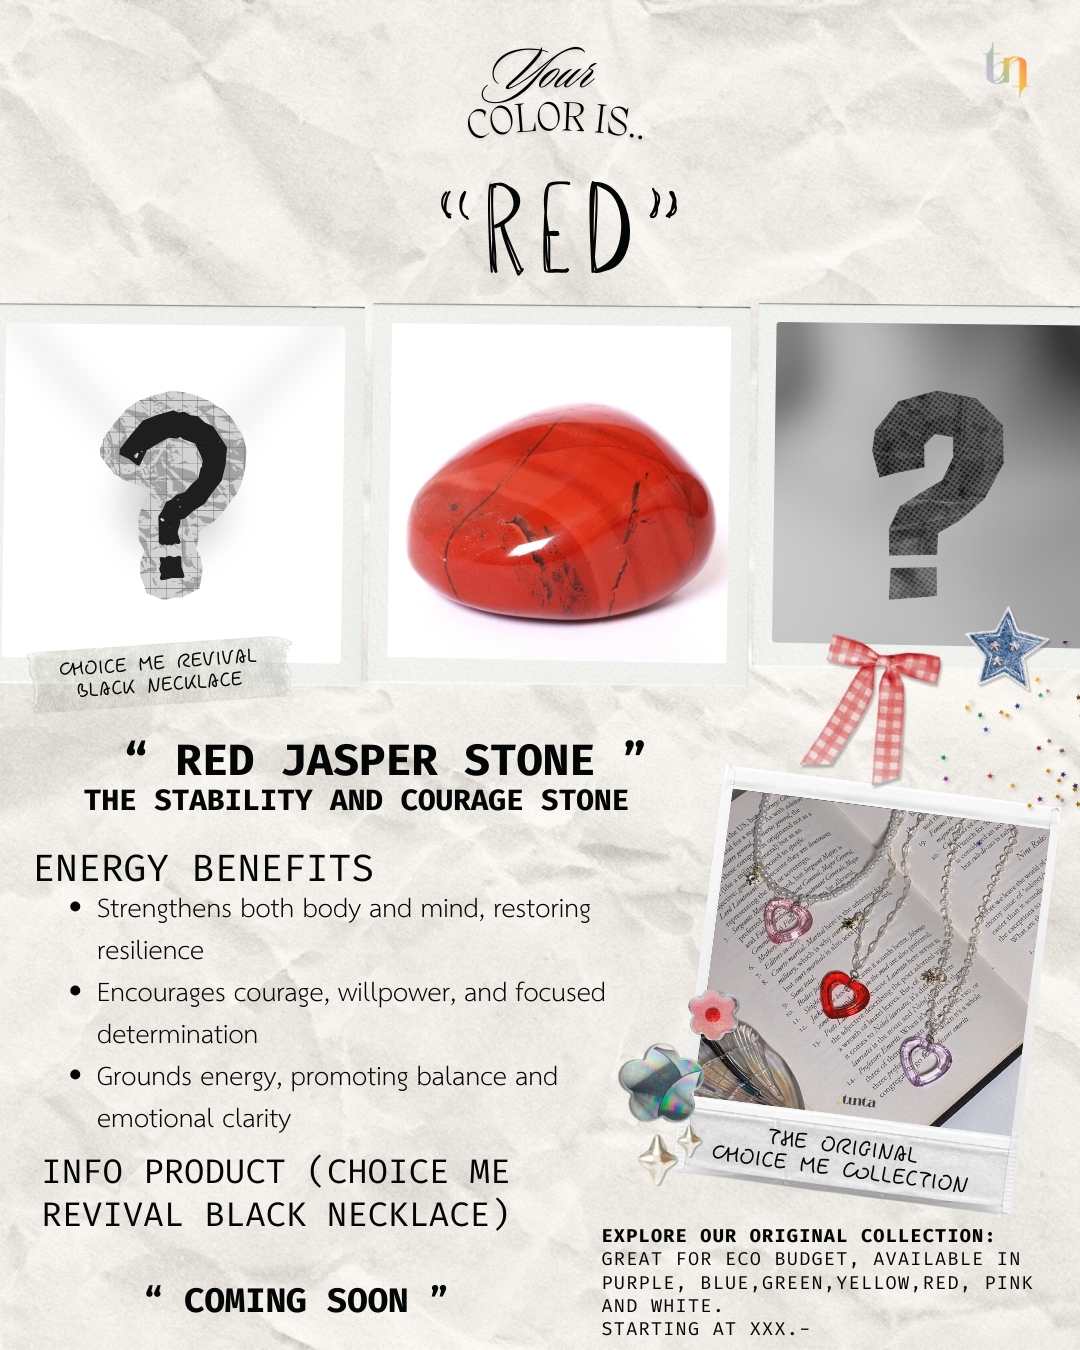 Your
COLOR IS..
"RED"
tn
CHOICE ME REVIVAL
BLACK NECKLACE
“ RED JASPER STONE ”
THE STABILITY AND COURAGE STONE
ENERGY BENEFITS
• Strengthens both body and mind, restoring
resilience
• Encourages courage, willpower, and focused
determination
• Grounds energy, promoting balance and
emotional clarity
INFO PRODUCT (CHOICE ME
REVIVAL BLACK NECKLACE)
“ COMING SOON ”
.tunta
THE ORIGINAL
CHOICE ME COLLECTION
EXPLORE OUR ORIGINAL COLLECTION:
GREAT FOR ECO BUDGET, AVAILABLE IN
PURPLE, BLUE,GREEN,YELLOW,RED, PINK
AND WHITE.
STARTING AT XXX.-